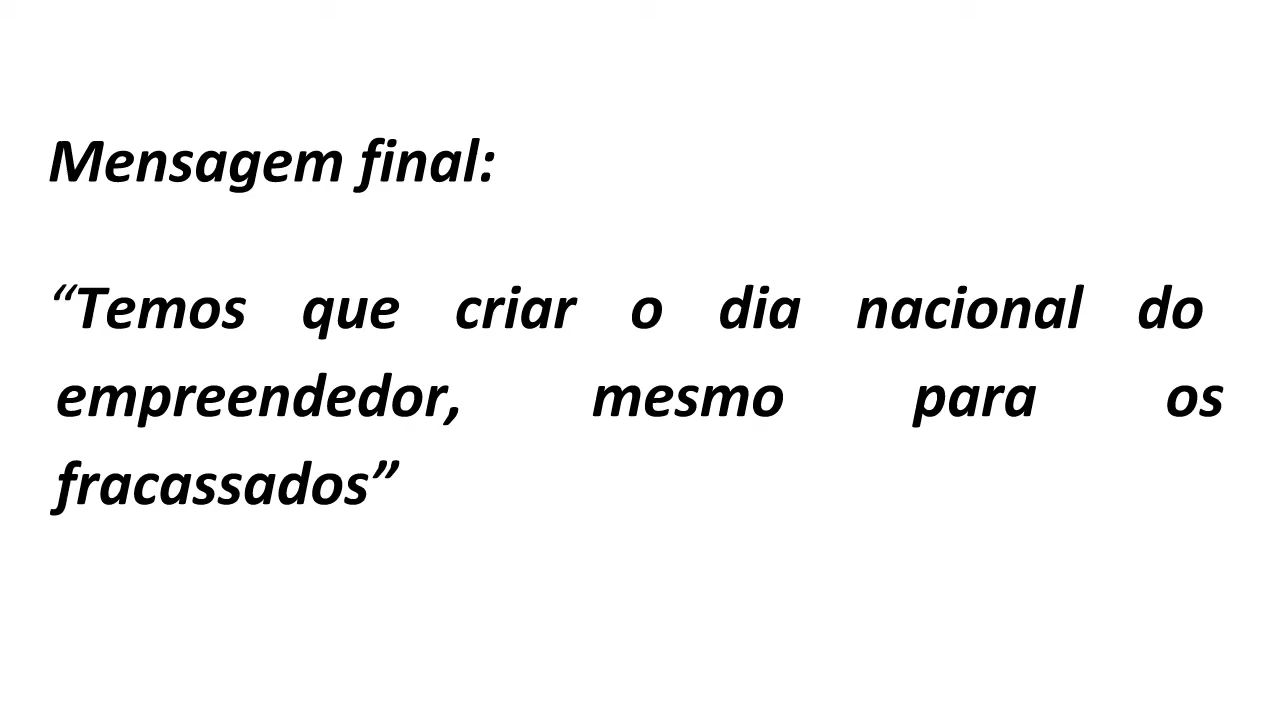 Mensagem final:
“Temos que criar o dia nacional do
empreendedor, mesmo para os
fracassados”